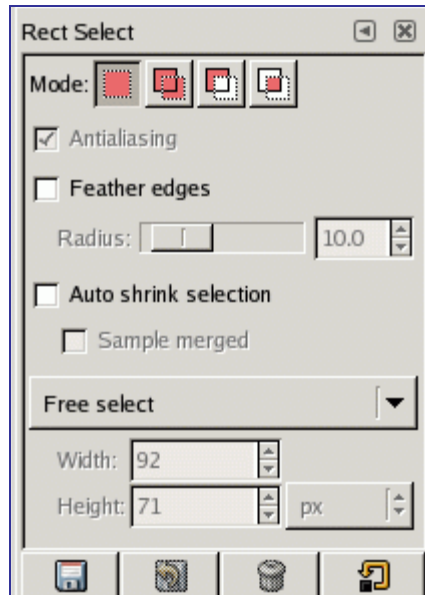 Rect Select
Mode:
Antialiasing
Feather edges
Radius: 10.0
Auto shrink selection
Sample merged
Free select
Width: 92
Height: 71 px